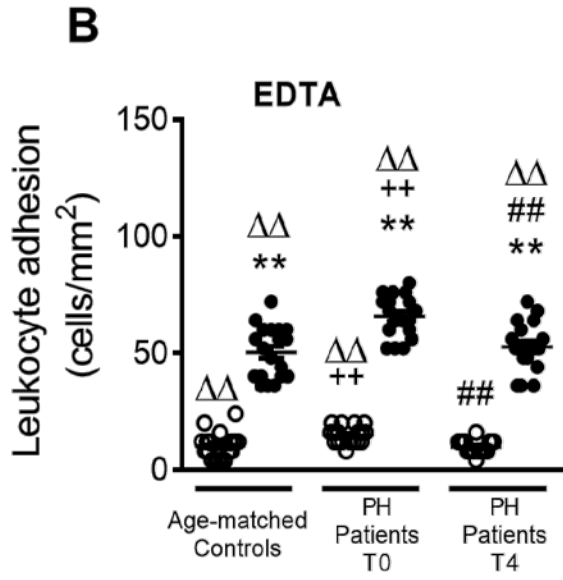 B
EDTA
Leukocyte adhesion
(cells/mm²)
150
100
50
0
ΔΔ
**
ΔΔ
ΔΔ
++
**
ΔΔ
++
ΔΔ
##
**
##
Age-matched
Controls
PH
Patients
T0
PH
Patients
T4